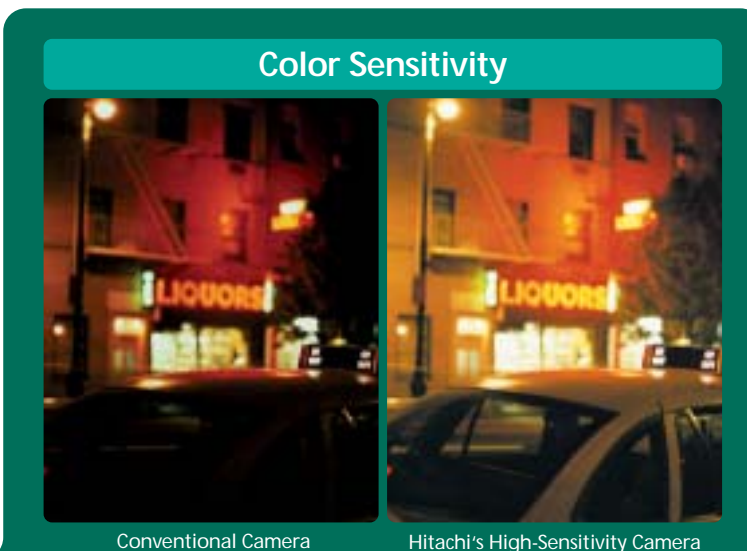 Color Sensitivity
LIQUORS
LIQUORS
Conventional Camera
Hitachi's High-Sensitivity Camera